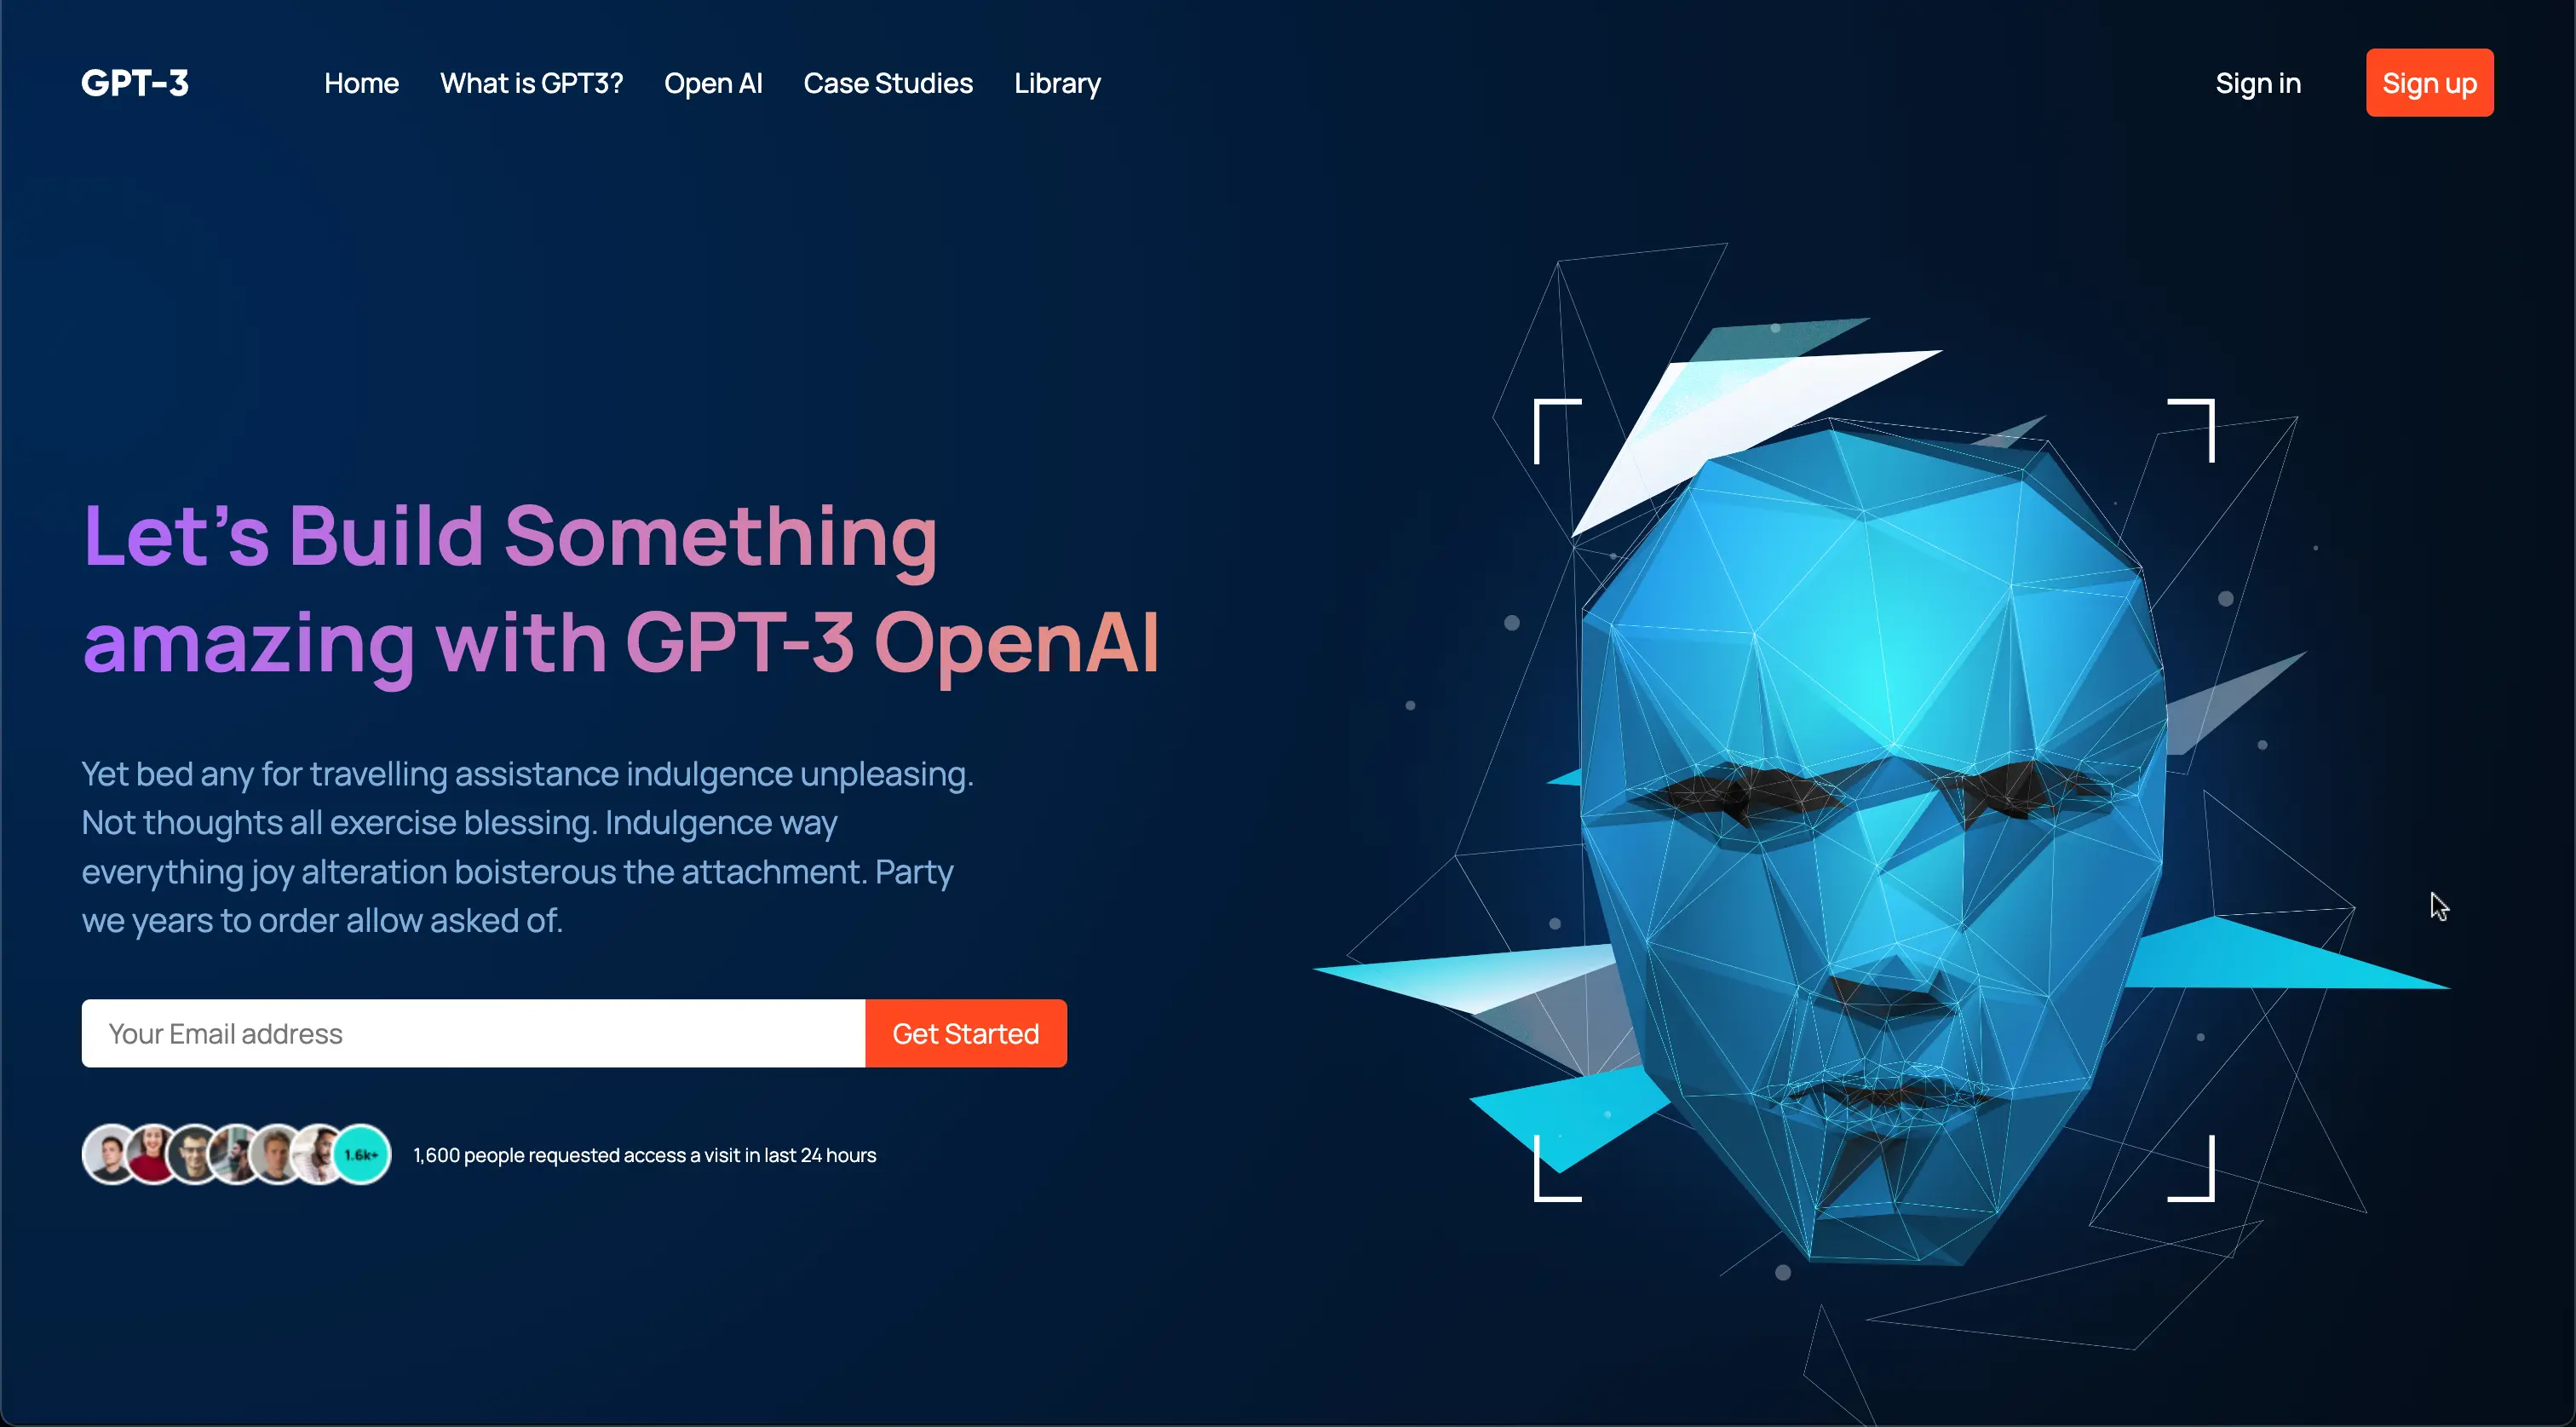 GPT-3
Home What is GPT3? Open AI Case Studies Library
Sign in Sign up
Let's Build Something
amazing with GPT-3 OpenAI
Yet bed any for travelling assistance indulgence unpleasing.
Not thoughts all exercise blessing. Indulgence way
everything joy alteration boisterous the attachment. Party
we years to order allow asked of.
Your Email address Get Started
1.6k+ 1,600 people requested access a visit in last 24 hours